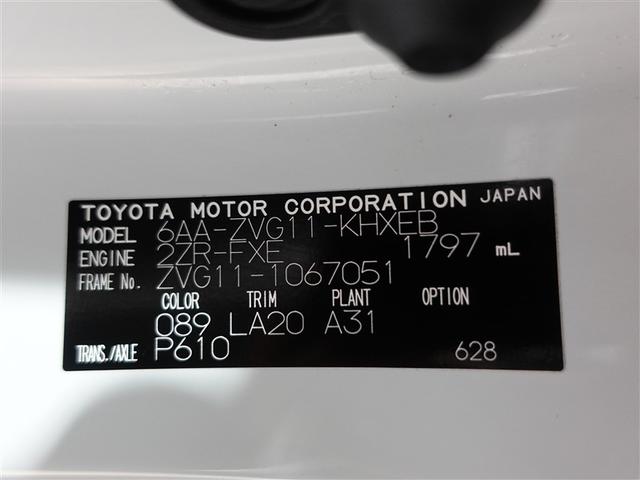 TOYOTA MOTOR CORPORATION JAPAN
MODEL 6AA-ZVG11-KHXEB
ENGINE 2ZR-FXE 1797 mL
FRAME No. ZVG11-1067051
COLOR TRIM PLANT OPTION
089 LA20 A31
TRANS./AXLE P610 628